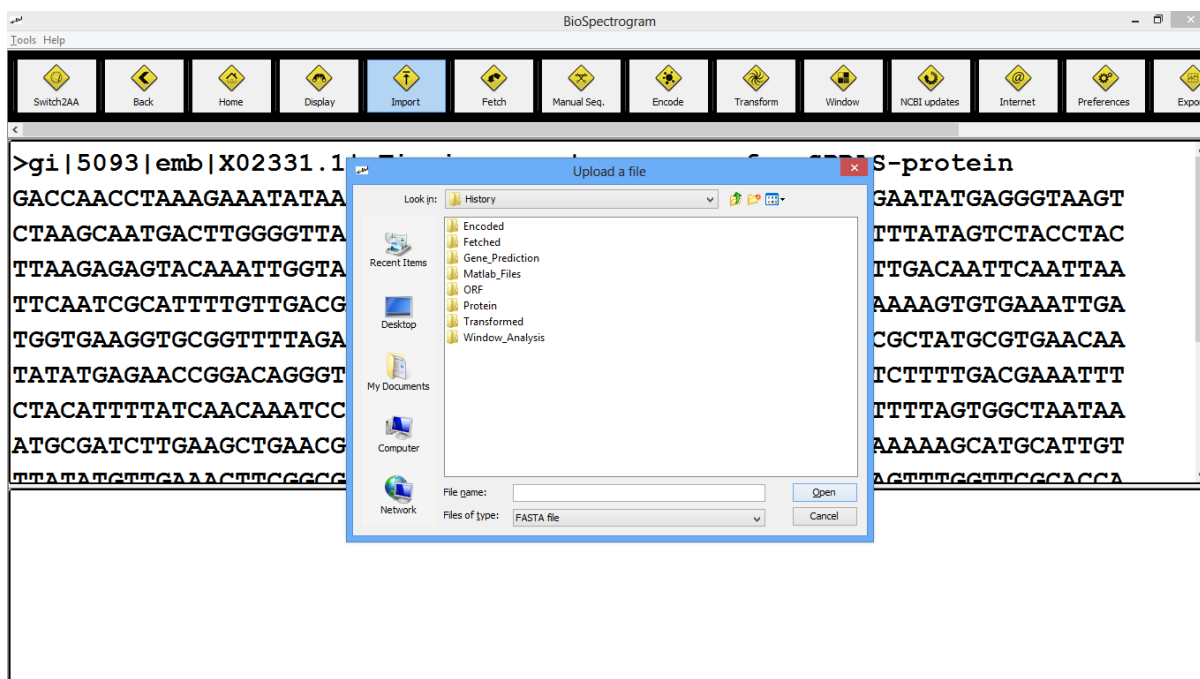 BioSpectrogram
Tools Help
Switch2AA Back Home Display Import Fetch Manual Seq. Encode Transform Window NCBI updates Internet Preferences
>gi|5093|emb|X02331.1 S-protein
GACCAACCTAAAGAAATATAA GAATATGAGGGTAAGT
CTAAGCAATGACTTGGGGTTA TTTATAGTCTACCTAC
TTAAGAGAGTACAAATTGGTA TTGACAATTCAATTAA
TTCAATCGCATTTTGTTGACG AAAAGTGTGAAATTGA
TGGTGAAGGTGCGGTTTTAGA CGCTATGCGTGAACAA
TATATGAGAACCGGACAGGGT TCTTTTGACGAAATTT
CTACATTTTATCAACAAATCC TTTTAGTGGCTAATAA
ATGCGATCTTGAAGCTGAACG AAAAAGCATGCATTGT
TTATATGTTGAAACTTCGGCG AGTTTGGTTCGCACCA
Upload a file
Look in: History
Recent Items
Desktop
My Documents
Computer
Network
Encoded
Fetched
Gene_Prediction
Matlab_Files
ORF
Protein
Transformed
Window_Analysis
File name: Open
Files of type: FASTA file Cancel